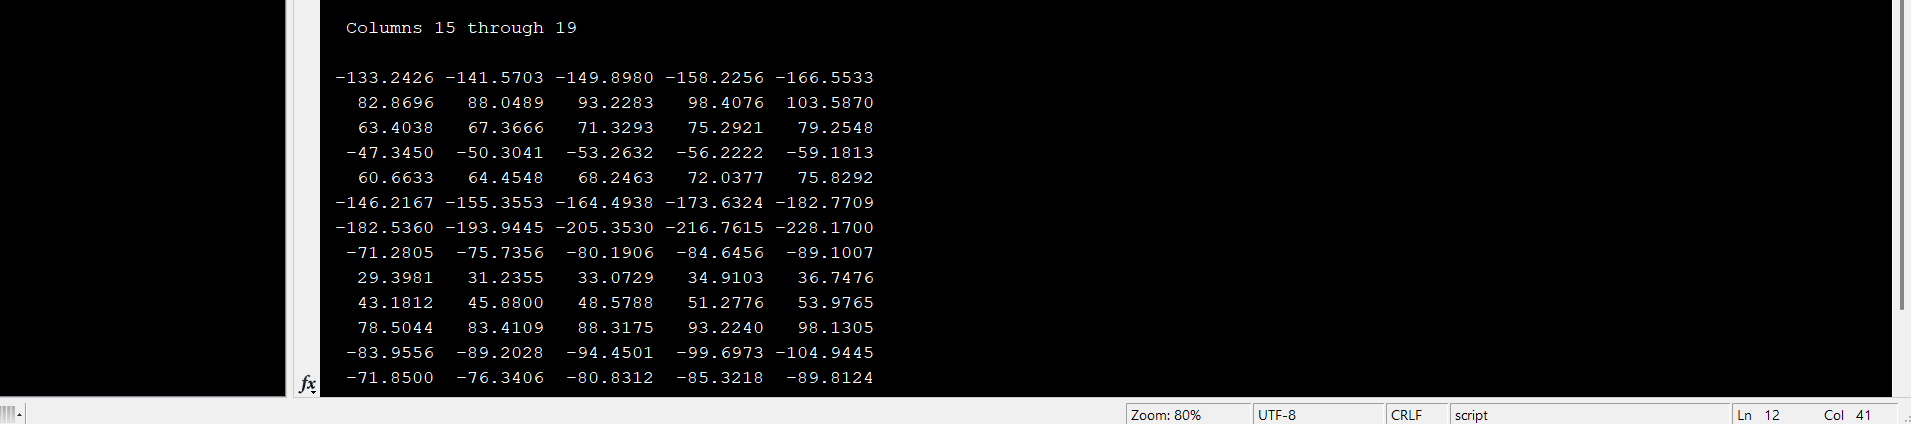 Columns 15 through 19
-133.2426 -141.5703 -149.8980 -158.2256 -166.5533
82.8696 88.0489 93.2283 98.4076 103.5870
63.4038 67.3666 71.3293 75.2921 79.2548
-47.3450 -50.3041 -53.2632 -56.2222 -59.1813
60.6633 64.4548 68.2463 72.0377 75.8292
-146.2167 -155.3553 -164.4938 -173.6324 -182.7709
-182.5360 -193.9445 -205.3530 -216.7615 -228.1700
-71.2805 -75.7356 -80.1906 -84.6456 -89.1007
29.3981 31.2355 33.0729 34.9103 36.7476
43.1812 45.8800 48.5788 51.2776 53.9765
78.5044 83.4109 88.3175 93.2240 98.1305
-83.9556 -89.2028 -94.4501 -99.6973 -104.9445
-71.8500 -76.3406 -80.8312 -85.3218 -89.8124
fx
Zoom: 80% UTF-8 CRLF script Ln 12 Col 41